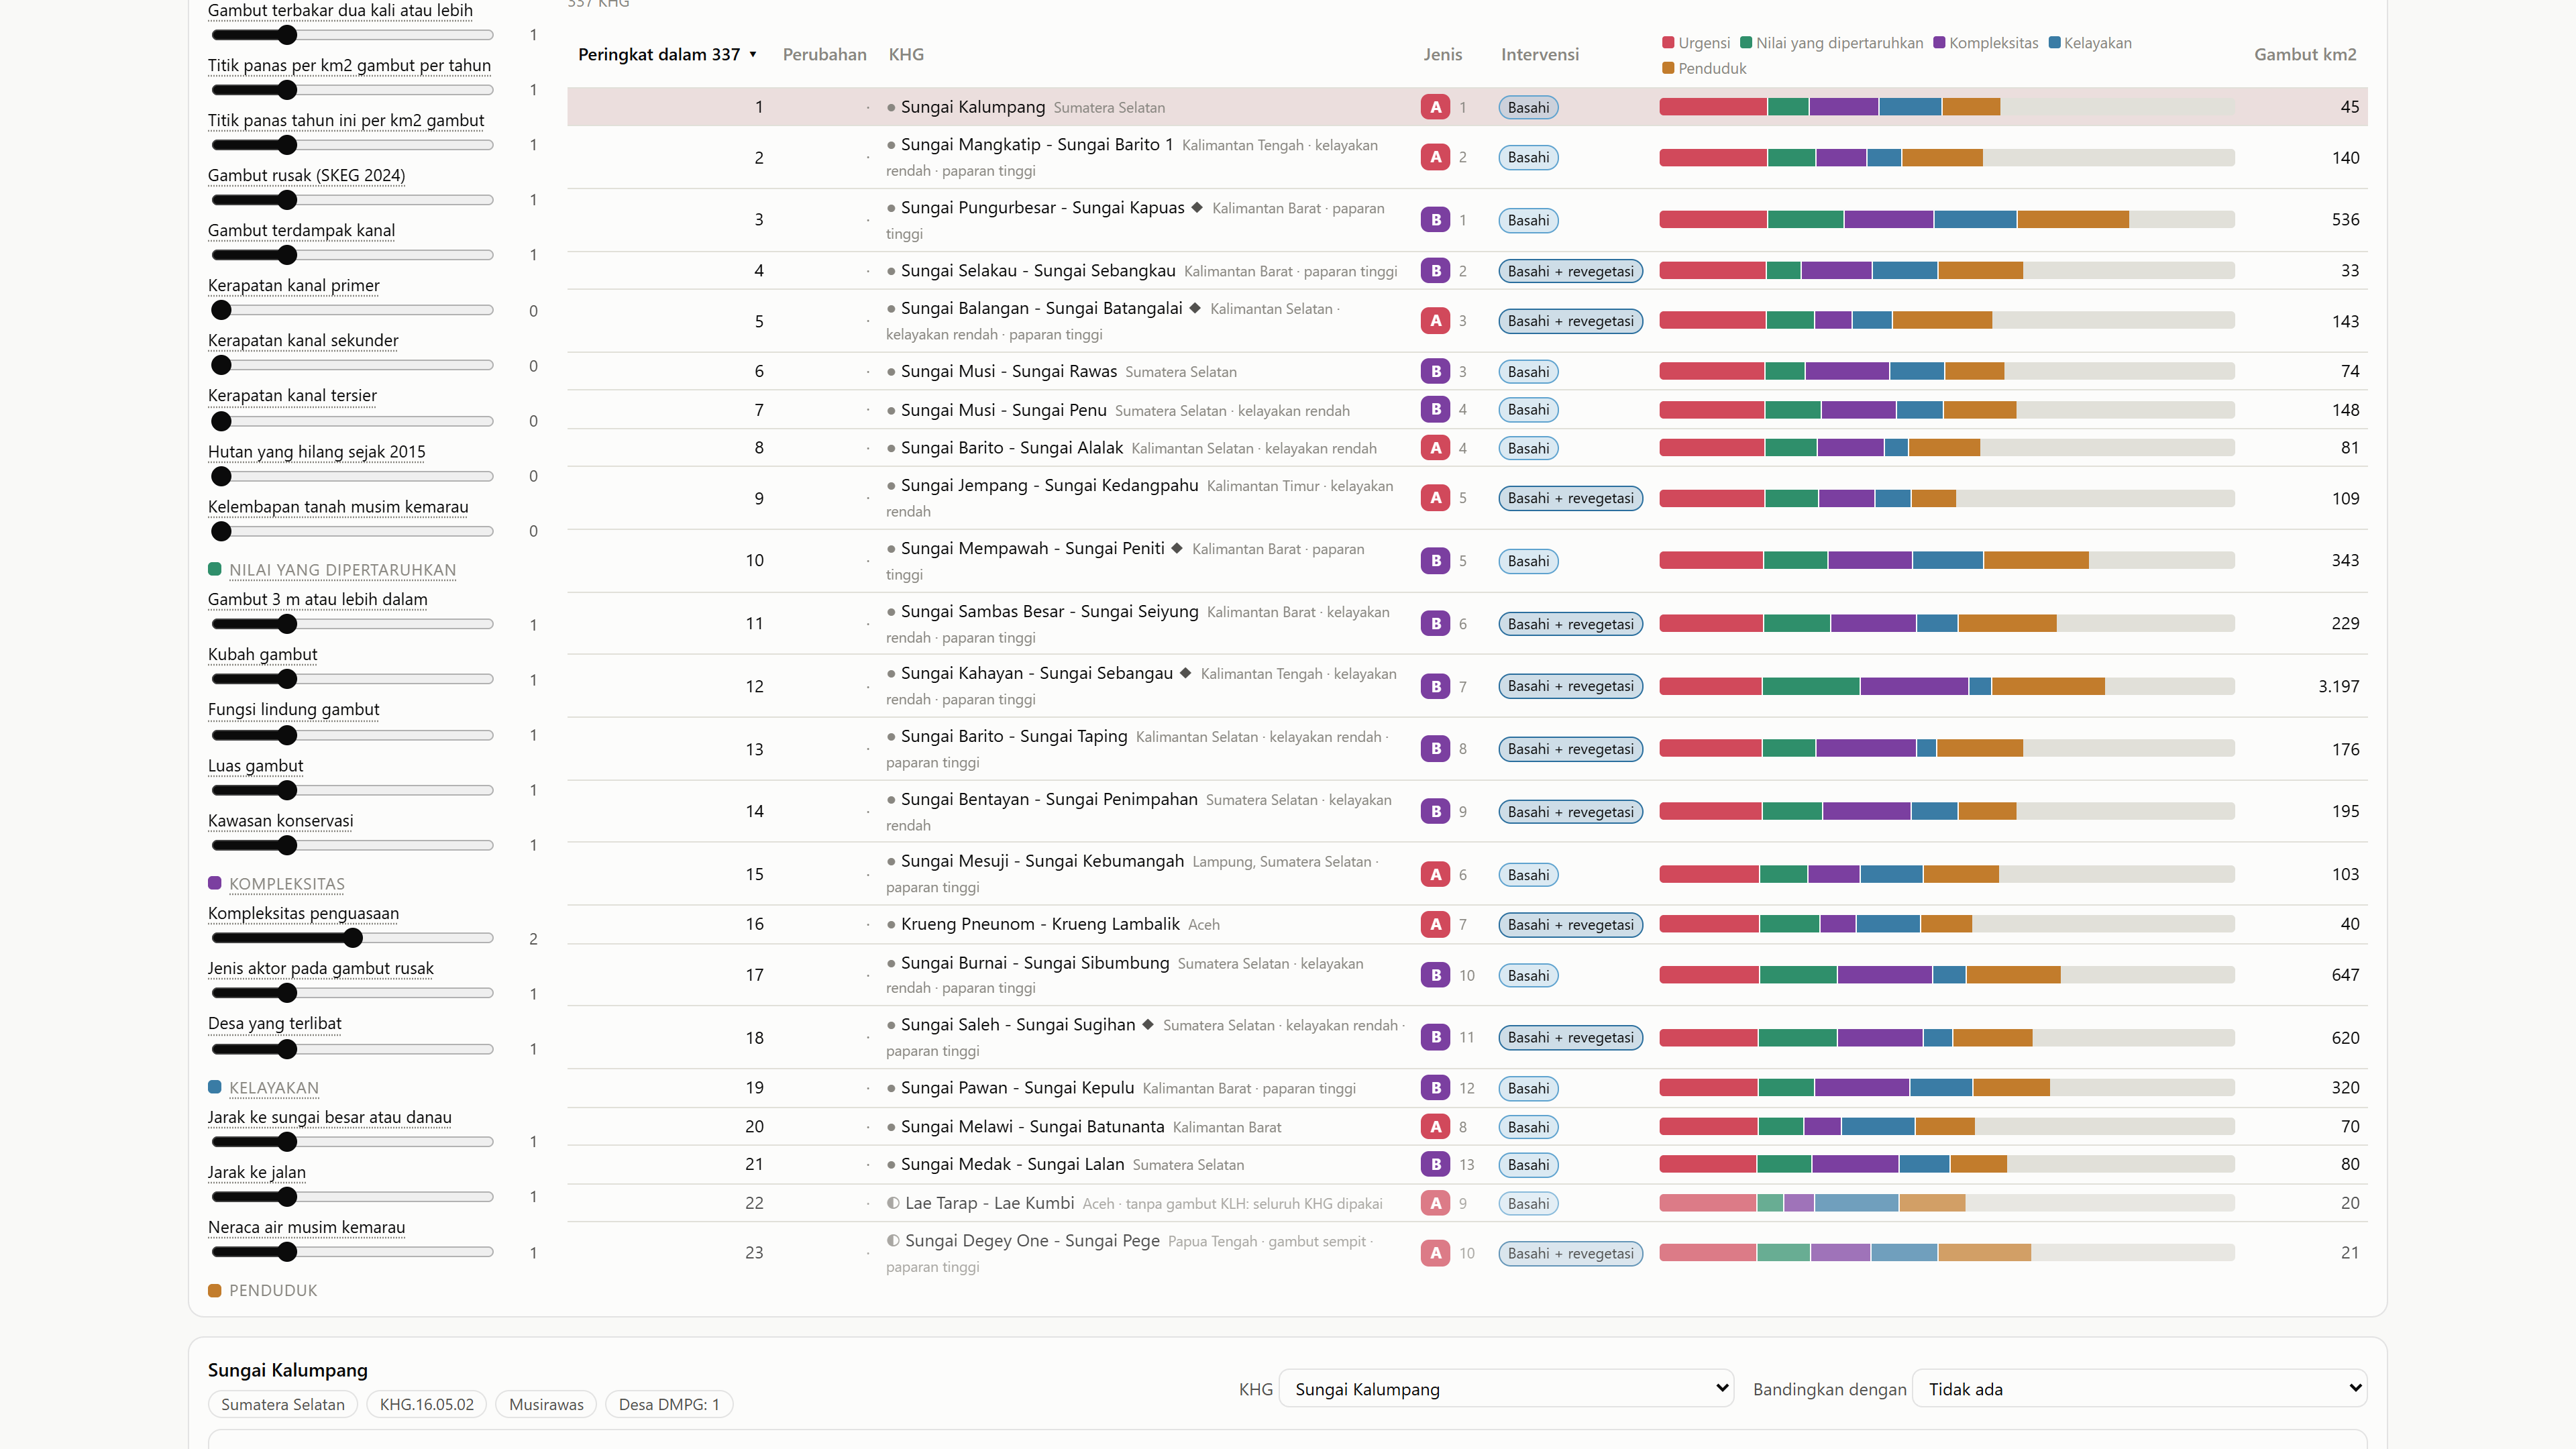 Gambut terbakar dua kali atau lebih
1
Titik panas per km2 gambut per tahun
1
Titik panas tahun ini per km2 gambut
1
Gambut rusak (SKEG 2024)
1
Gambut terdampak kanal
1
Kerapatan kanal primer
0
Kerapatan kanal sekunder
0
Kerapatan kanal tersier
0
Hutan yang hilang sejak 2015
0
Kelembapan tanah musim kemarau
0
NILAI YANG DIPERTARUHKAN
Gambut 3 m atau lebih dalam
1
Kubah gambut
1
Fungsi lindung gambut
1
Luas gambut
1
Kawasan konservasi
1
KOMPLEKSITAS
Kompleksitas penguasaan
2
Jenis aktor pada gambut rusak
1
Desa yang terlibat
1
KELAYAKAN
Jarak ke sungai besar atau danau
1
Jarak ke jalan
1
Neraca air musim kemarau
1
PENDUDUK
337 KHG
Peringkat dalam 337 ▼ Perubahan KHG Jenis Intervensi Urgensi Nilai yang dipertaruhkan Kompleksitas Kelayakan Gambut km2
Penduduk
1 · Sungai Kalumpang Sumatera Selatan A 1 Basahi 45
2 · Sungai Mangkatip - Sungai Barito 1 Kalimantan Tengah · kelayakan A 2 Basahi 140
rendah · paparan tinggi
3 · Sungai Pungurbesar - Sungai Kapuas ◆ Kalimantan Barat · paparan B 1 Basahi 536
tinggi
4 · Sungai Selakau - Sungai Sebangkau Kalimantan Barat · paparan tinggi B 2 Basahi + revegetasi 33
5 · Sungai Balangan - Sungai Batangalai ◆ Kalimantan Selatan · A 3 Basahi + revegetasi 143
kelayakan rendah · paparan tinggi
6 · Sungai Musi - Sungai Rawas Sumatera Selatan B 3 Basahi 74
7 · Sungai Musi - Sungai Penu Sumatera Selatan · kelayakan rendah B 4 Basahi 148
8 · Sungai Barito - Sungai Alalak Kalimantan Selatan · kelayakan rendah A 4 Basahi 81
9 · Sungai Jempang - Sungai Kedangpahu Kalimantan Timur · kelayakan A 5 Basahi + revegetasi 109
rendah
10 · Sungai Mempawah - Sungai Peniti ◆ Kalimantan Barat · paparan B 5 Basahi 343
tinggi
11 · Sungai Sambas Besar - Sungai Seiyung Kalimantan Barat · kelayakan B 6 Basahi + revegetasi 229
rendah · paparan tinggi
12 · Sungai Kahayan - Sungai Sebangau ◆ Kalimantan Tengah · kelayakan B 7 Basahi + revegetasi 3.197
rendah · paparan tinggi
13 · Sungai Barito - Sungai Taping Kalimantan Selatan · kelayakan rendah · B 8 Basahi + revegetasi 176
paparan tinggi
14 · Sungai Bentayan - Sungai Penimpahan Sumatera Selatan · kelayakan B 9 Basahi + revegetasi 195
rendah
15 · Sungai Mesuji - Sungai Kebumangah Lampung, Sumatera Selatan · A 6 Basahi 103
paparan tinggi
16 · Krueng Pneunom - Krueng Lambalik Aceh A 7 Basahi + revegetasi 40
17 · Sungai Burnai - Sungai Sibumbung Sumatera Selatan · kelayakan B 10 Basahi 647
rendah · paparan tinggi
18 · Sungai Saleh - Sungai Sugihan ◆ Sumatera Selatan · kelayakan rendah · B 11 Basahi + revegetasi 620
paparan tinggi
19 · Sungai Pawan - Sungai Kepulu Kalimantan Barat · paparan tinggi B 12 Basahi 320
20 · Sungai Melawi - Sungai Batunanta Kalimantan Barat A 8 Basahi 70
21 · Sungai Medak - Sungai Lalan Sumatera Selatan B 13 Basahi 80
22 · Lae Tarap - Lae Kumbi Aceh · tanpa gambut KLH: seluruh KHG dipakai A 9 Basahi 20
23 · Sungai Degey One - Sungai Pege Papua Tengah · gambut sempit · A 10 Basahi + revegetasi 21
paparan tinggi
Sungai Kalumpang
Sumatera Selatan KHG.16.05.02 Musirawas Desa DMPG: 1
KHG Sungai Kalumpang Bandingkan dengan Tidak ada